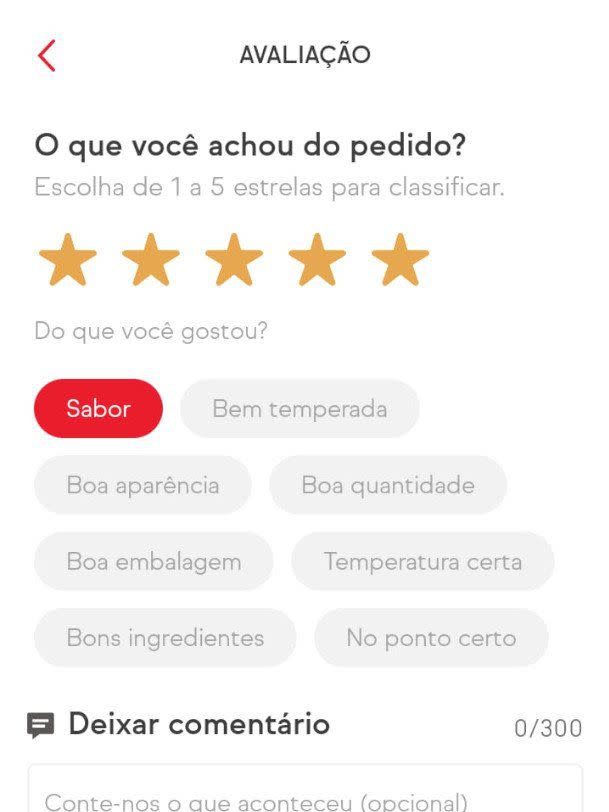 AVALIAÇÃO
O que você achou do pedido?
Escolha de 1 a 5 estrelas para classificar.
Do que você gostou?
Sabor
Bem temperada
Boa aparência
Boa quantidade
Boa embalagem
Temperatura certa
Bons ingredientes
No ponto certo
Deixar comentário
0/300
Conte-nos o que aconteceu (opcional)